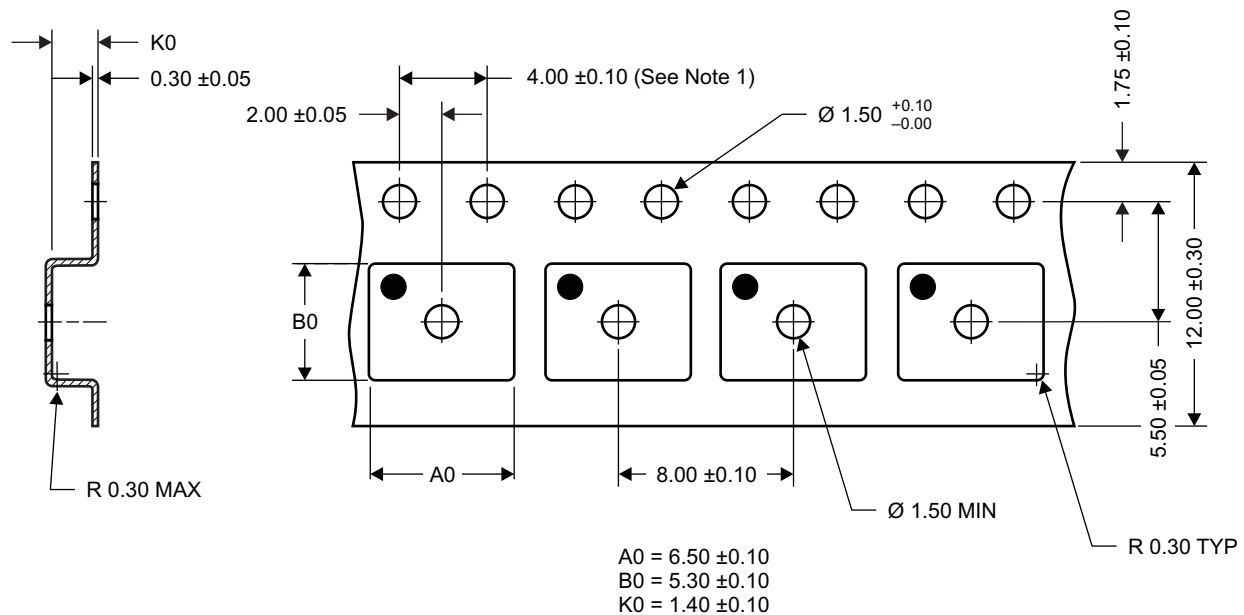 K0
0.30 ±0.05
4.00 ±0.10 (See Note 1)
2.00 ±0.05
Ø 1.50 +0.10 –0.00
1.75 ±0.10
B0
12.00 ±0.30
5.50 ±0.05
A0
8.00 ±0.10
R 0.30 MAX
Ø 1.50 MIN
R 0.30 TYP
A0 = 6.50 ±0.10
B0 = 5.30 ±0.10
K0 = 1.40 ±0.10